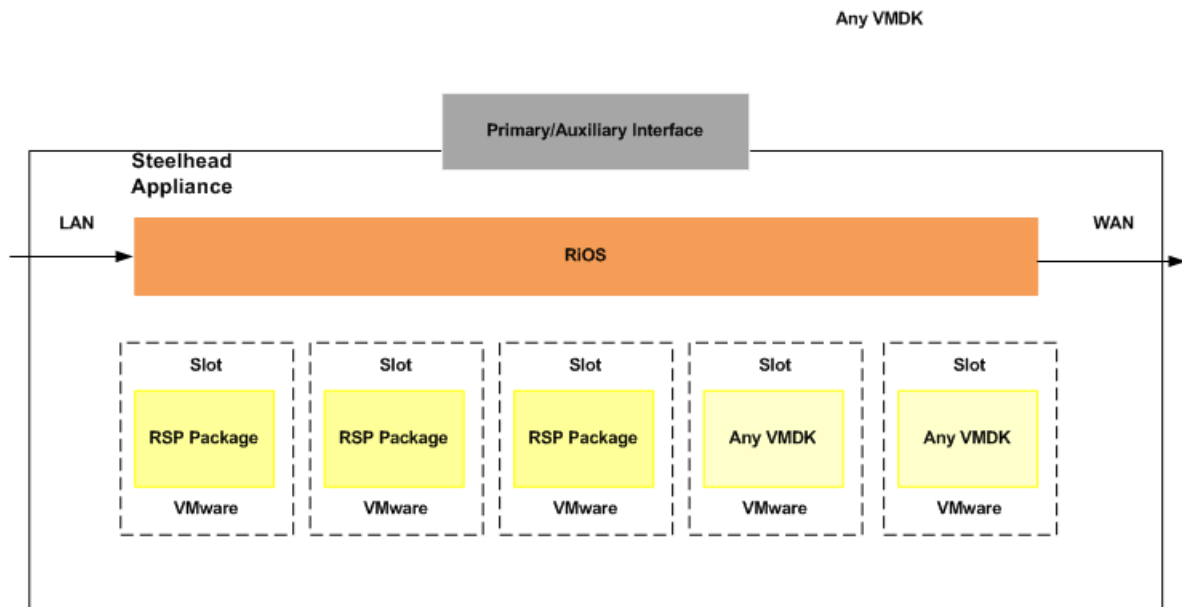 Any VMDK
Primary/Auxiliary Interface
Steelhead
Appliance
LAN
WAN
RiOS
Slot
Slot
Slot
Slot
Slot
RSP Package
RSP Package
RSP Package
Any VMDK
Any VMDK
VMware
VMware
VMware
VMware
VMware